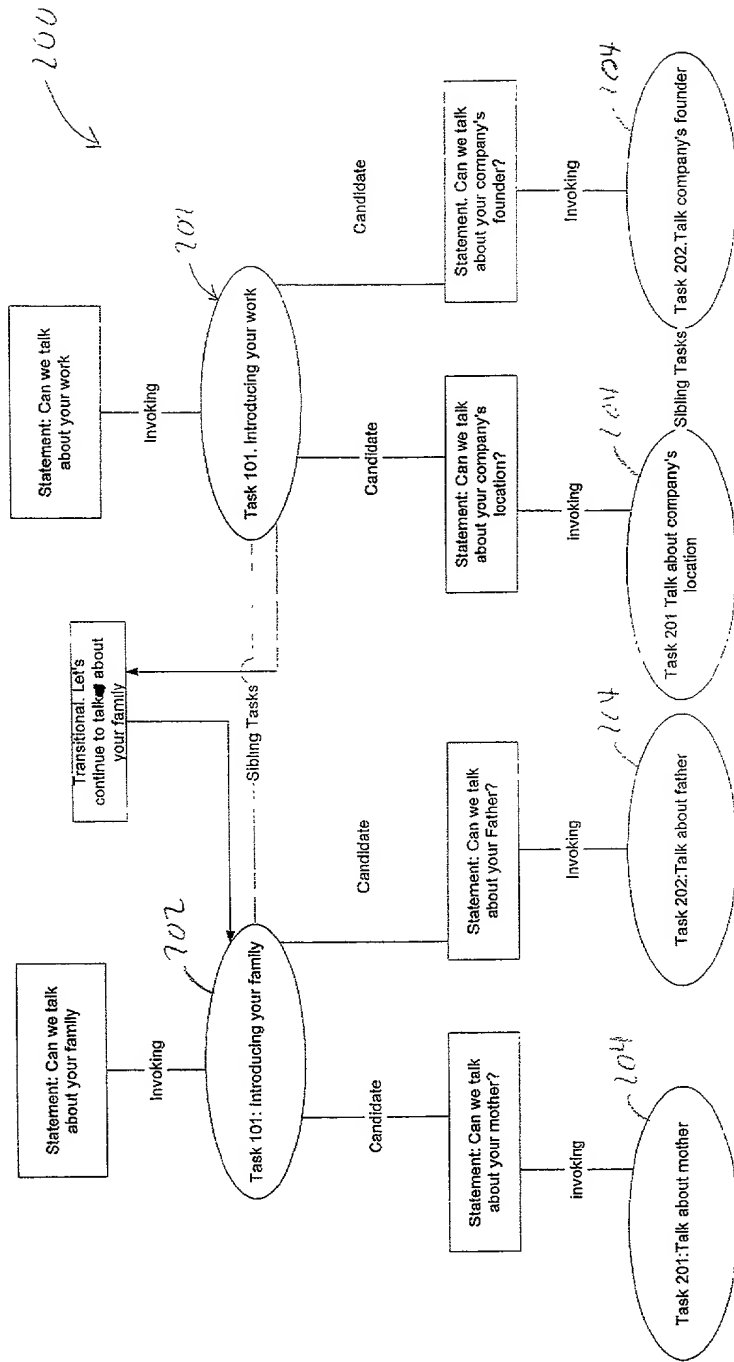 200
Statement: Can we talk
about your family
Transitional. Let's
continue to talk about
your family
Statement: Can we talk
about your work
Invoking
Invoking
202
202
Task 101: Introducing your family
Sibling Tasks
Task 101. Introducing your work
Candidate
Candidate
Candidate
Candidate
Statement: Can we talk
about your mother?
Statement: Can we talk
about your Father?
Statement: Can we talk
about your company's
location?
Statement. Can we talk
about your company's
founder?
invoking
Invoking
invoking
Invoking
204
204
204
204
Task 201:Talk about mother
Task 202:Talk about father
Task 201 Talk about company's
location
Sibling Tasks
Task 202.Talk company's founder